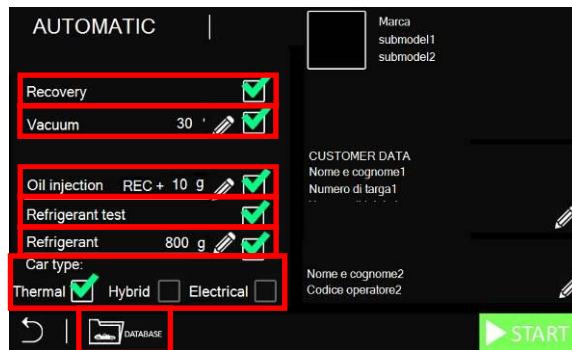 AUTOMATIC
Recovery
Vacuum 30 '
Oil injection REC + 10 g
Refrigerant test
Refrigerant 800 g
Car type:
Thermal Hybrid Electrical
DATABASE
Marca
submodel1
submodel2
CUSTOMER DATA
Nome e cognome1
Numero di targa1
Nome e cognome2
Codice operatore2
START